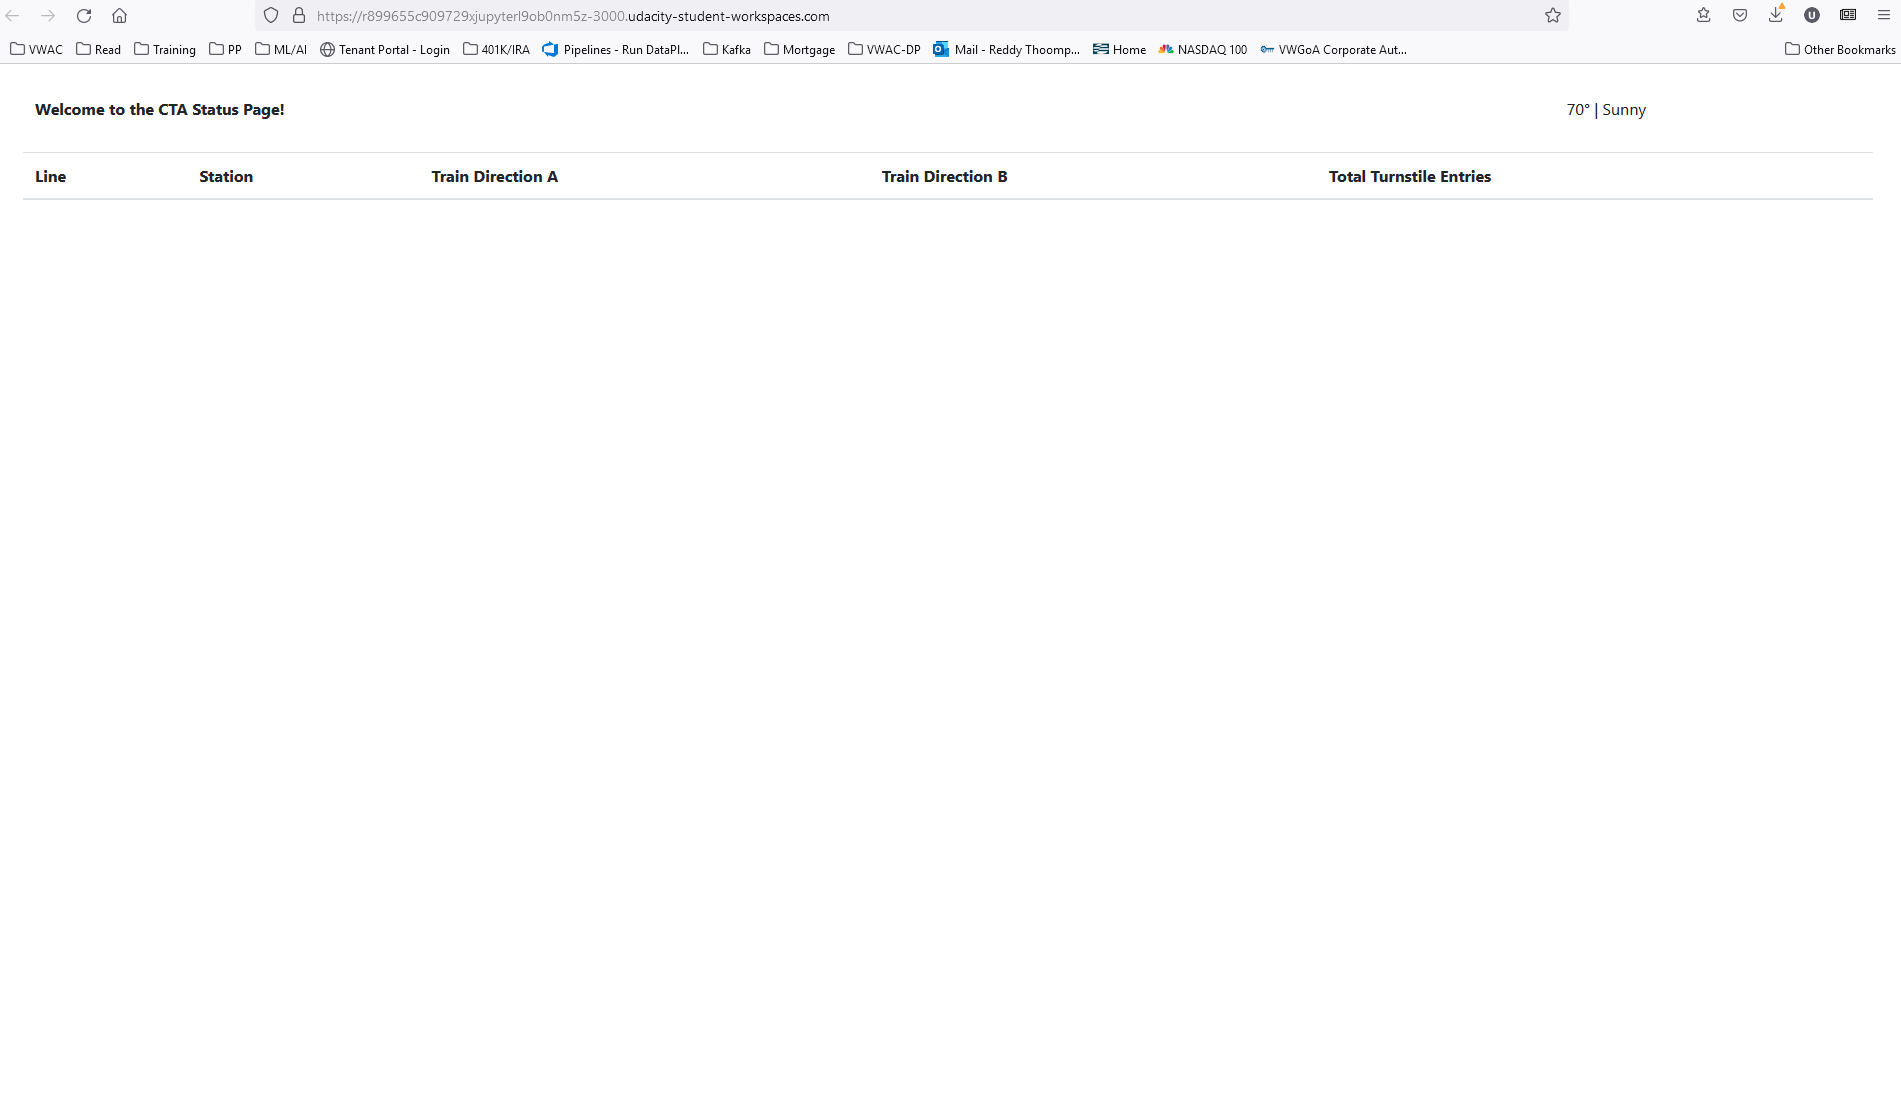 https://r899655c909729xjupyterl9ob0nm5z-3000.udacity-student-workspaces.com
U
VWAC Read Training PP ML/AI Tenant Portal - Login 401K/IRA Pipelines - Run DataPl... Kafka Mortgage VWAC-DP Mail - Reddy Thoomp... Home NASDAQ 100 VWGoA Corporate Aut... Other Bookmarks
Welcome to the CTA Status Page! 70° | Sunny
Line Station Train Direction A Train Direction B Total Turnstile Entries